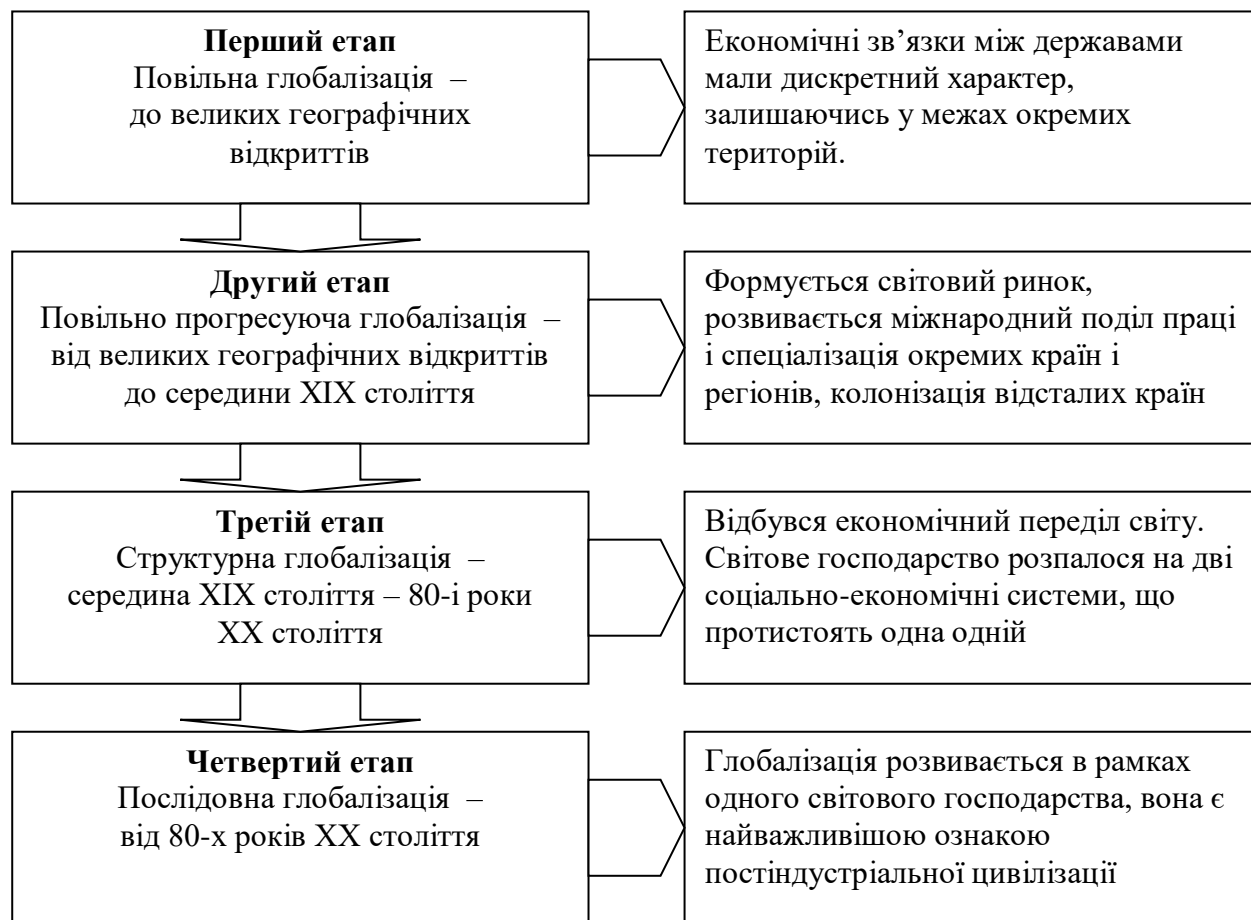 Перший етап
Повільна глобалізація –
до великих географічних
відкриттів
Економічні зв’язки між державами
мали дискретний характер,
залишаючись у межах окремих
територій.
Другий етап
Повільно прогресуюча глобалізація –
від великих географічних відкриттів
до середини XIX століття
Формується світовий ринок,
розвивається міжнародний поділ праці
і спеціалізація окремих країн і
регіонів, колонізація відсталих країн
Третій етап
Структурна глобалізація –
середина XIX століття – 80-і роки
XX століття
Відбувся економічний переділ світу.
Світове господарство розпалося на дві
соціально-економічні системи, що
протистоять одна одній
Четвертий етап
Послідовна глобалізація –
від 80-х років XX століття
Глобалізація розвивається в рамках
одного світового господарства, вона є
найважливішою ознакою
постіндустріальної цивілізації